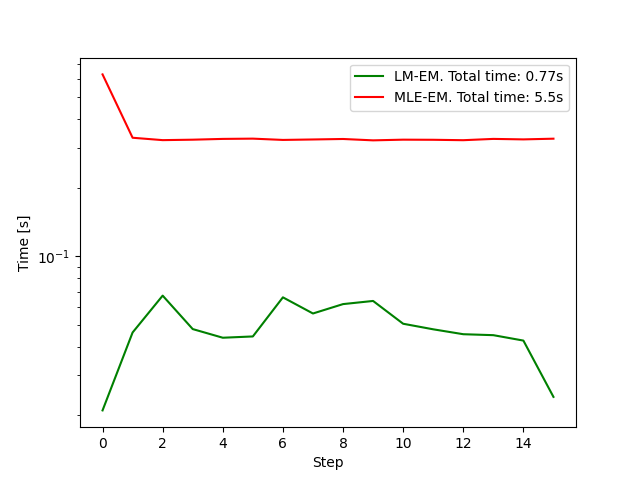 LM-EM. Total time: 0.77s
MLE-EM. Total time: 5.5s
Time [s]
10⁻¹
0 2 4 6 8 10 12 14
Step